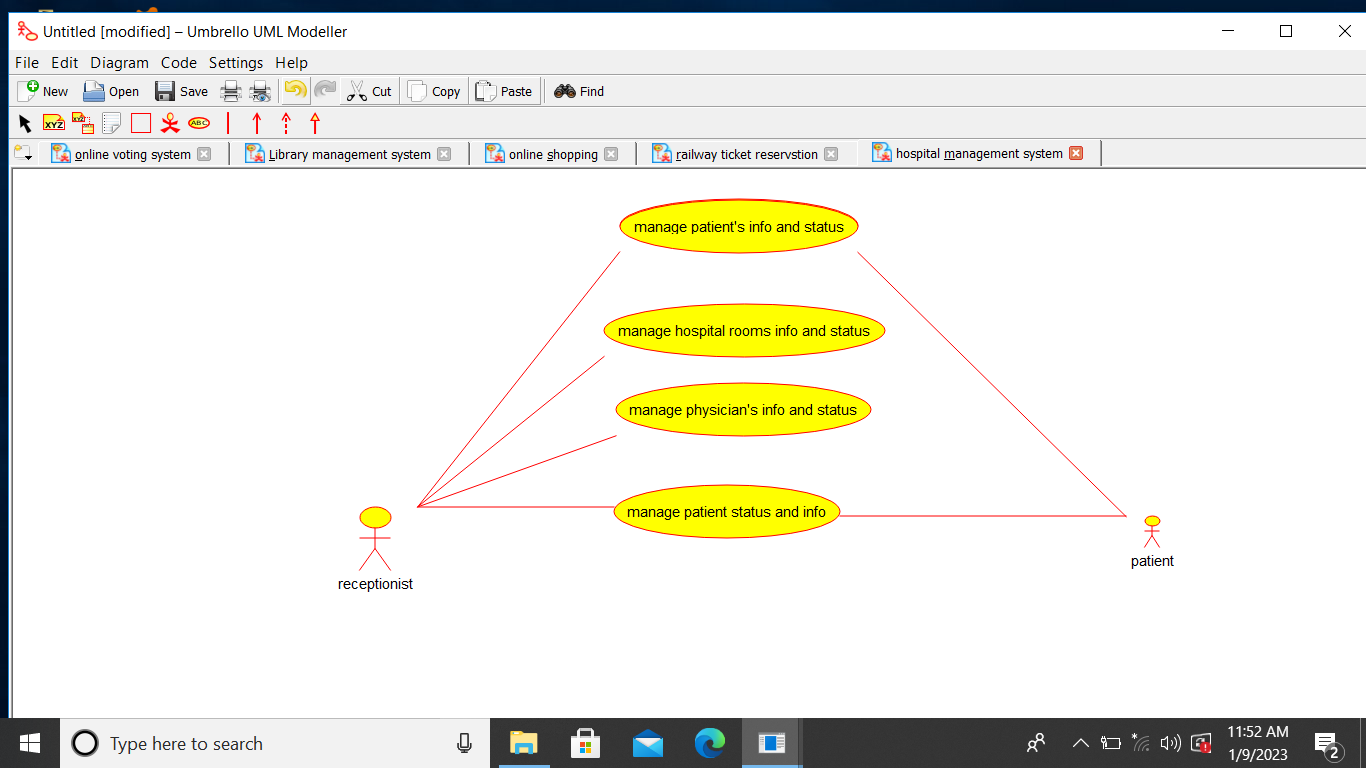 Untitled [modified] – Umbrello UML Modeller
File Edit Diagram Code Settings Help
New Open Save Cut Copy Paste Find
XYZ XYZ ABC
online voting system Library management system online shopping railway ticket reservstion hospital management system
manage patient's info and status
manage hospital rooms info and status
manage physician's info and status
manage patient status and info
receptionist
patient
Type here to search
11:52 AM
1/9/2023
2